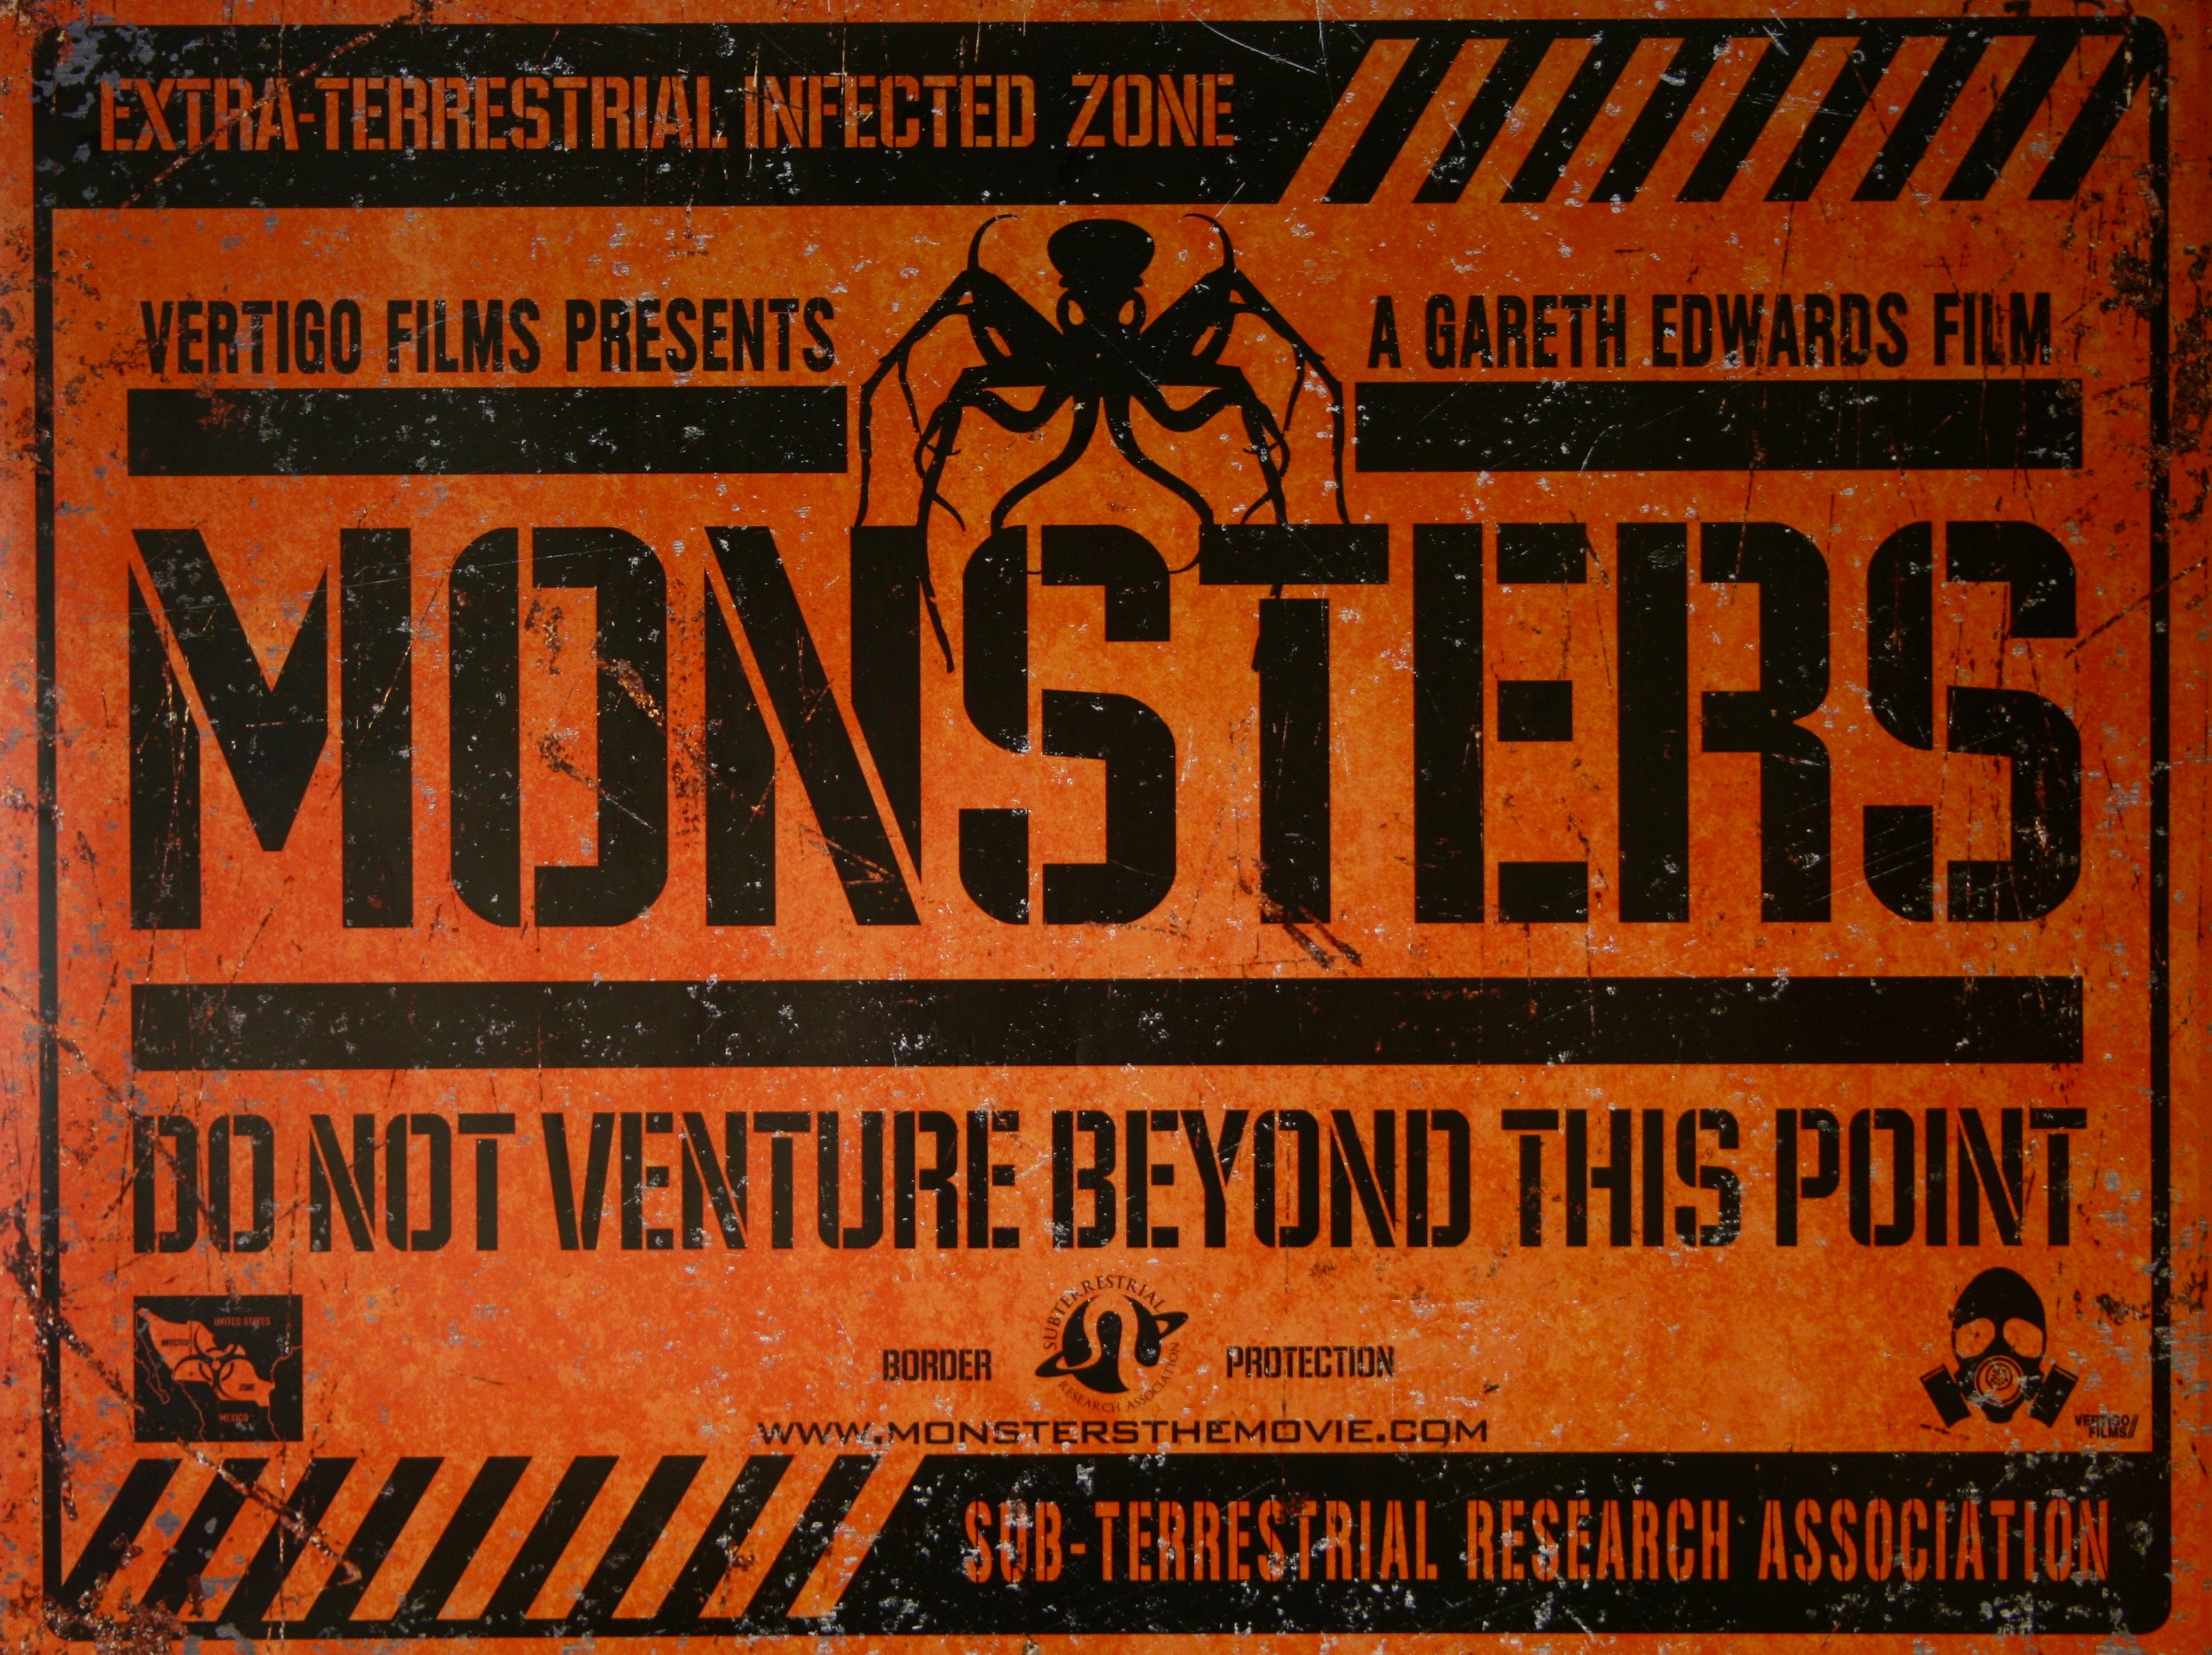 EXTRA-TERRESTRIAL INFECTED ZONE
VERTIGO FILMS PRESENTS
A GARETH EDWARDS FILM
MONSTERS
DO NOT VENTURE BEYOND THIS POINT
UNITED STATES
INFECTED
ZONE
MEXICO
BORDER
SUBTERRESTRIAL
RESEARCH ASSOCIATION
PROTECTION
WWW.MONSTERSTHEMOVIE.COM
VERTIGO
FILMS
SUB-TERRESTRIAL RESEARCH ASSOCIATION